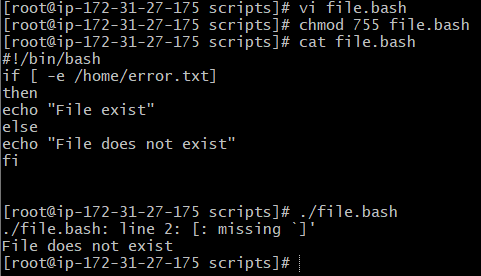 [root@ip-172-31-27-175 scripts]# vi file.bash
[root@ip-172-31-27-175 scripts]# chmod 755 file.bash
[root@ip-172-31-27-175 scripts]# cat file.bash
#!/bin/bash
if [ -e /home/error.txt]
then
echo "File exist"
else
echo "File does not exist"
fi
[root@ip-172-31-27-175 scripts]# ./file.bash
./file.bash: line 2: [: missing `]'
File does not exist
[root@ip-172-31-27-175 scripts]#